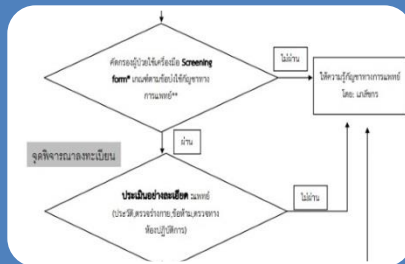 คัดกรองผู้ป่วยใช้เครื่องมือ Screening
form* เกณฑ์ตามข้อบ่งใช้กัญชาทาง
การแพทย์**
ไม่ผ่าน
ให้ความรู้กัญชาทางการแพทย์
โดย: เภสัชกร
ผ่าน
จุดพิจารณาลงทะเบียน
ประเมินอย่างละเอียด :แพทย์
(ประวัติ,ตรวจร่างกาย,ข้อห้าม,ตรวจทาง
ห้องปฏิบัติการ)
ไม่ผ่าน